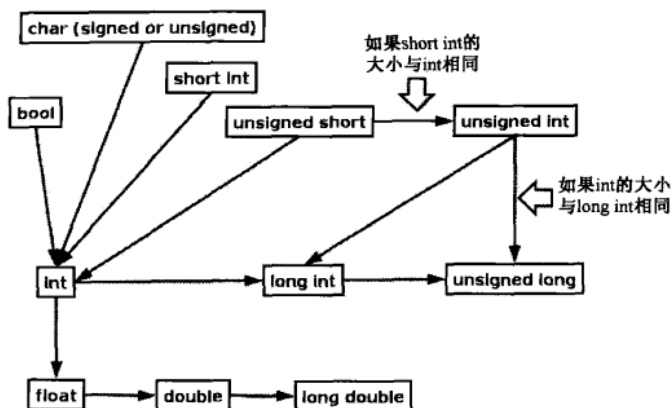 char (signed or unsigned)
如果short int的
大小与int相同
short int
bool
unsigned short
unsigned int
如果int的大小
与long int相同
int
long int
unsigned long
float
double
long double